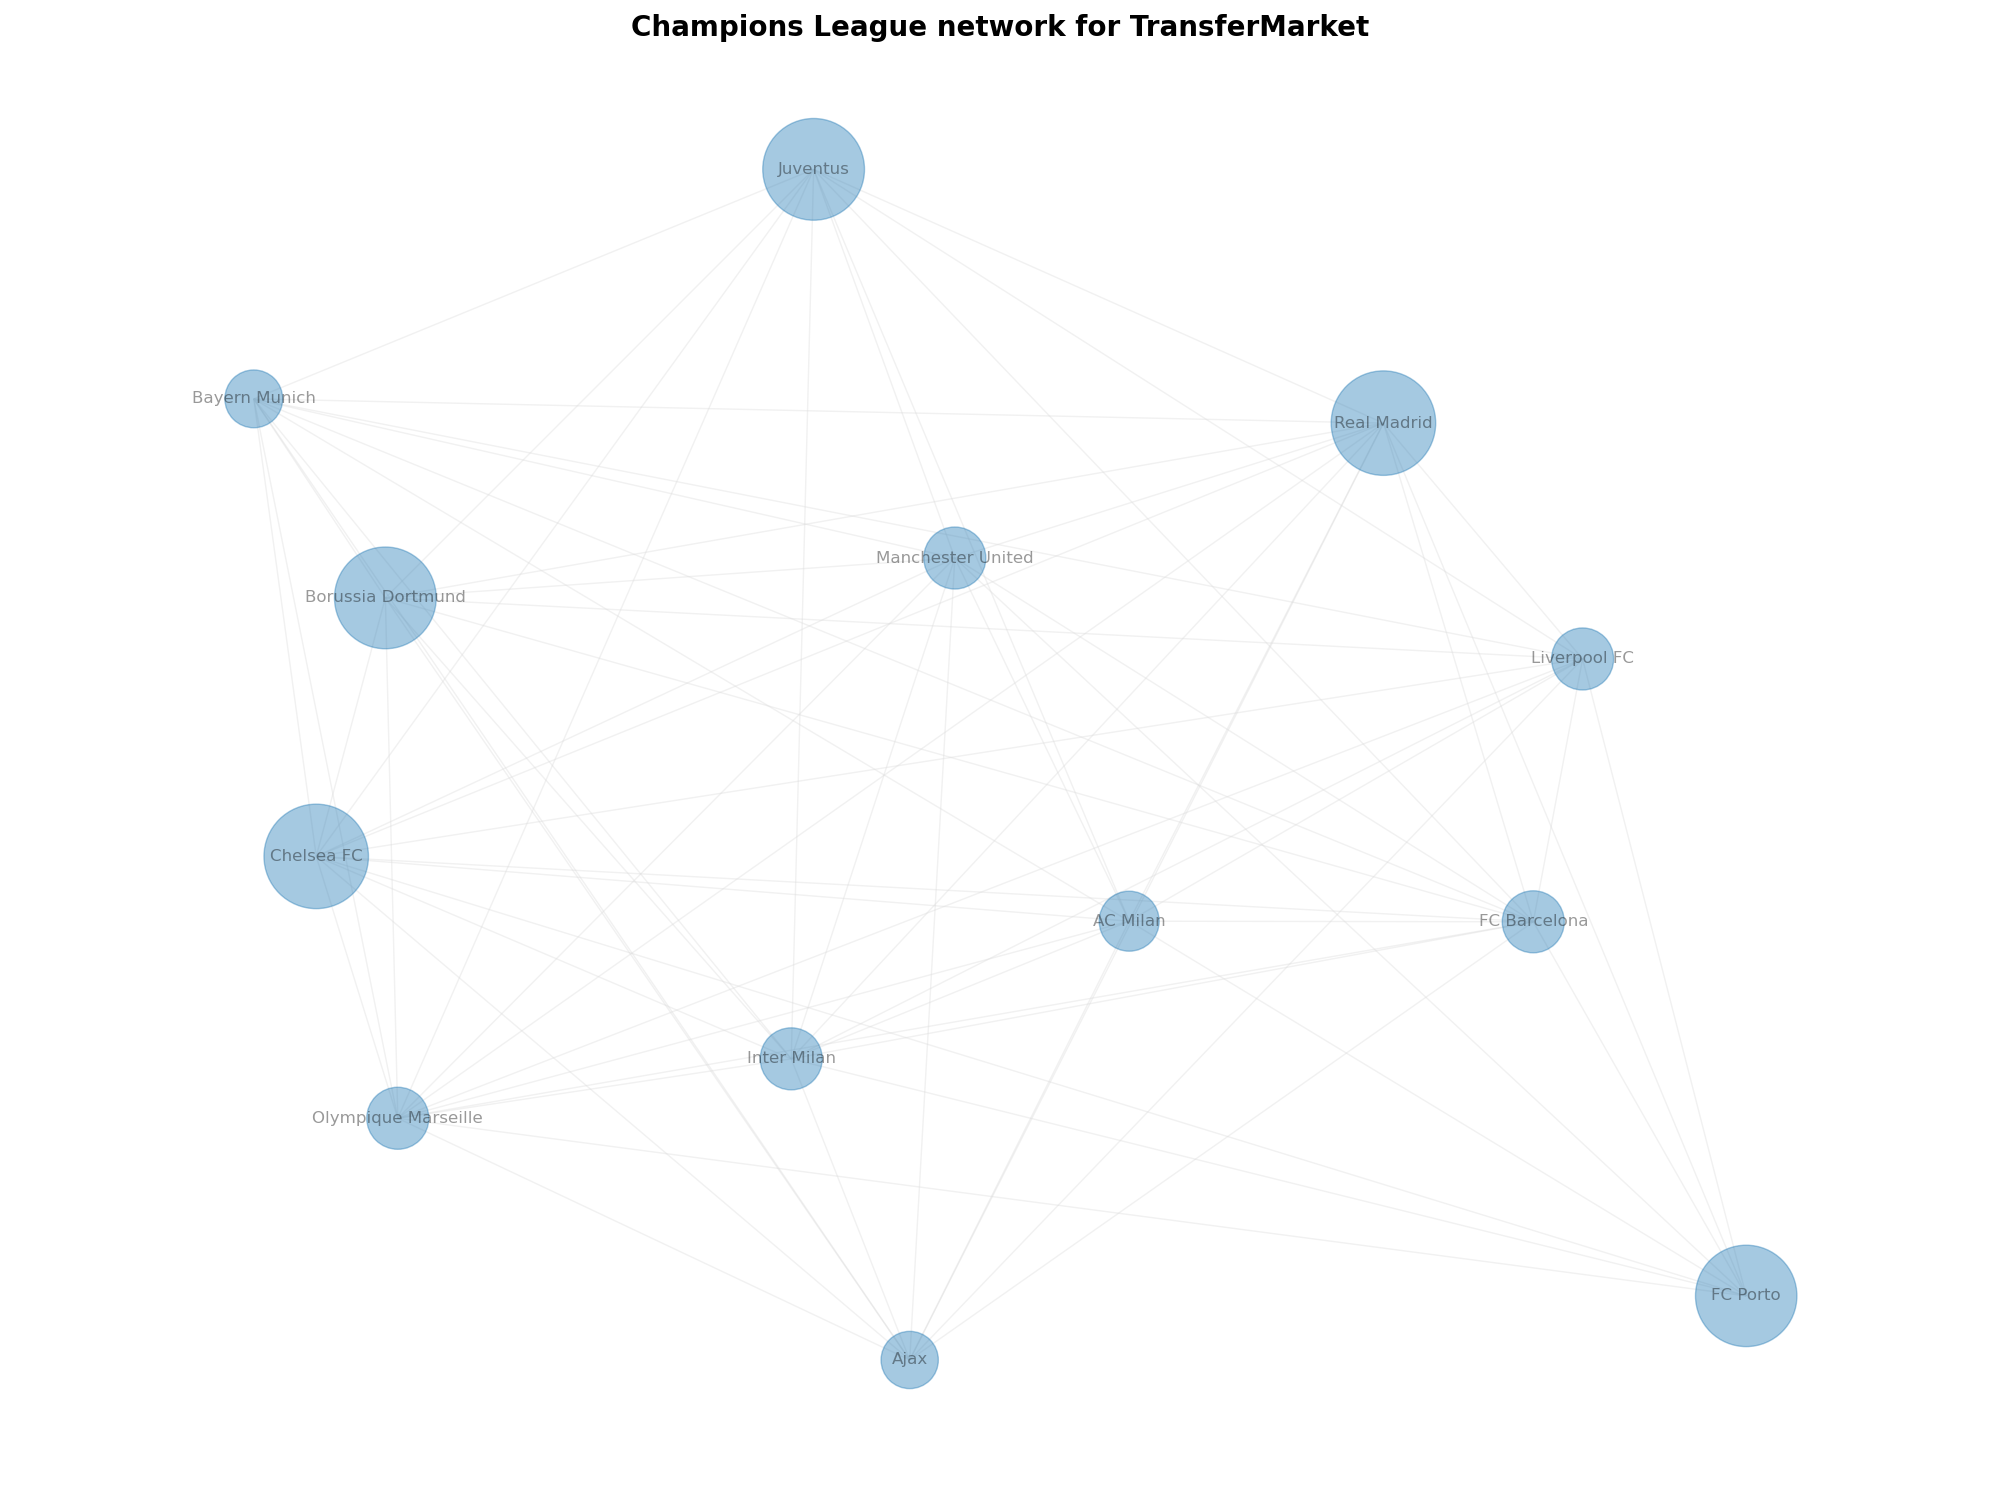 Champions League network for TransferMarket
Juventus
Bayern Munich
Real Madrid
Manchester United
Borussia Dortmund
Liverpool FC
Chelsea FC
AC Milan
FC Barcelona
Inter Milan
Olympique Marseille
FC Porto
Ajax